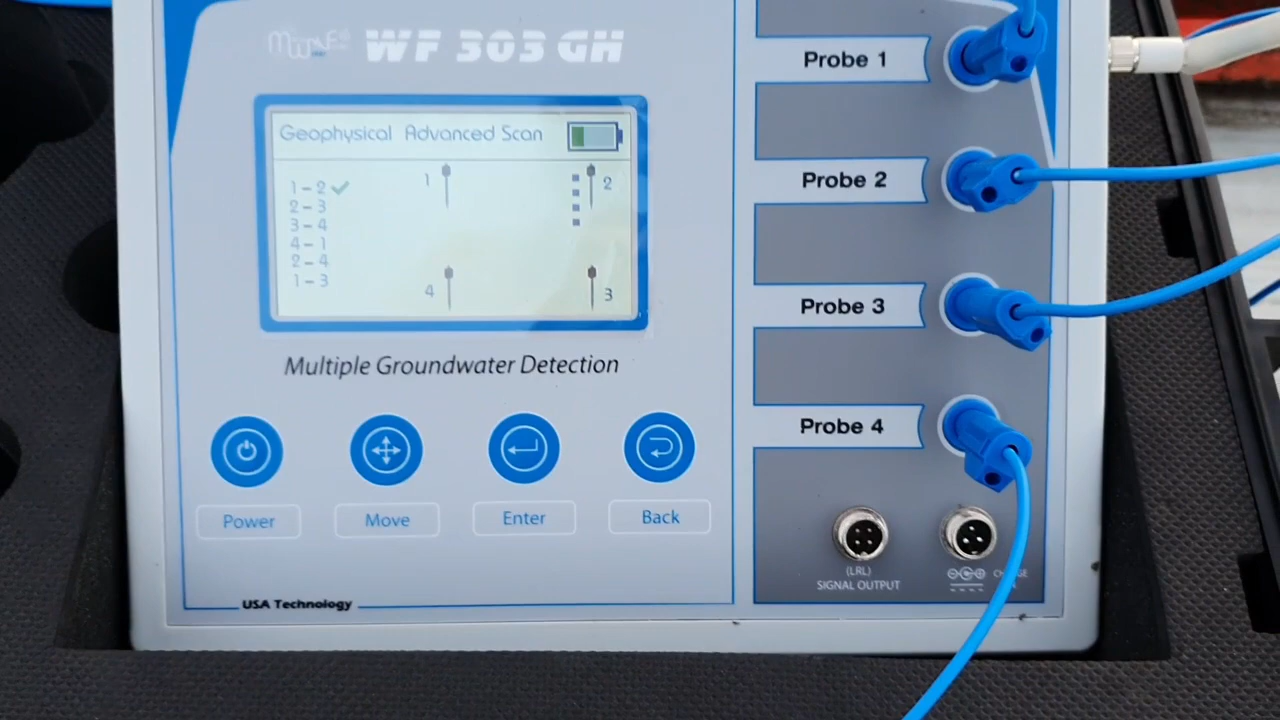 WF 303 GH
Geophysical Advanced Scan
1-2
2-3
3-4
4-1
2-4
1-3
1
2
4
3
Multiple Groundwater Detection
Power
Move
Enter
Back
USA Technology
Probe 1
Probe 2
Probe 3
Probe 4
(LRL)
SIGNAL OUTPUT